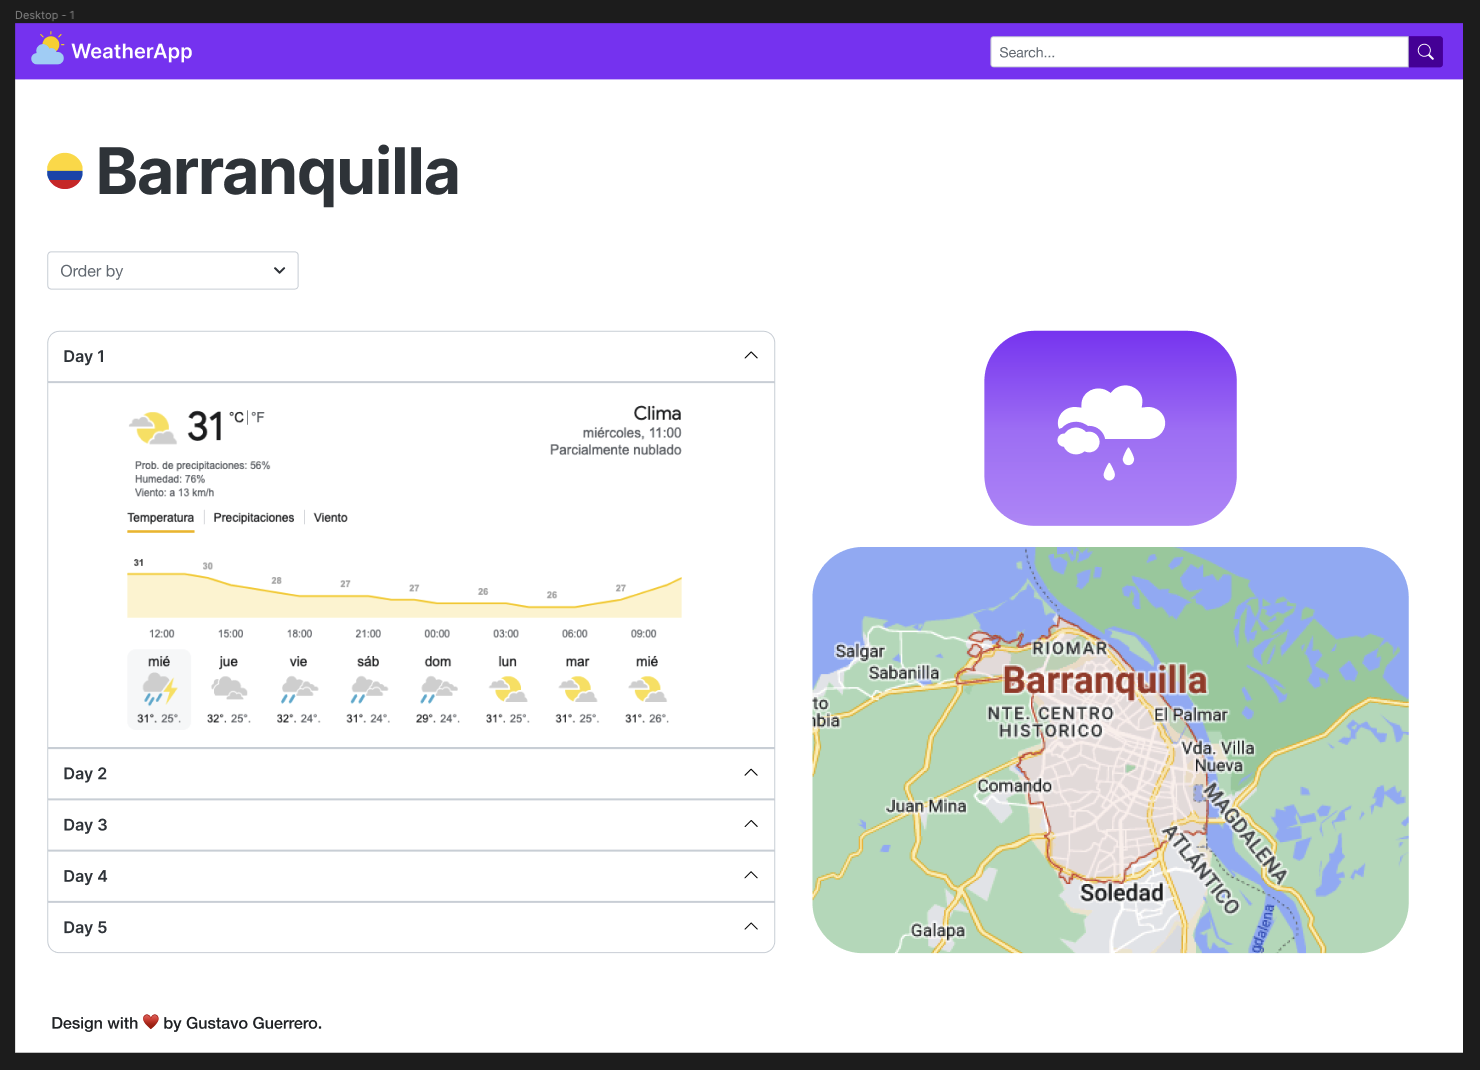 Desktop - 1
WeatherApp
Search...
Barranquilla
Order by
Day 1
31 °C | °F
Clima
miércoles, 11:00
Parcialmente nublado
Prob. de precipitaciones: 56%
Humedad: 76%
Viento: a 13 km/h
Temperatura | Precipitaciones | Viento
31 30 28 27 27 26 26 27
12:00 15:00 18:00 21:00 00:00 03:00 06:00 09:00
mié jue vie sáb dom lun mar mié
31°. 25°. 32°. 25°. 32°. 24°. 31°. 24°. 29°. 24°. 31°. 25°. 31°. 25°. 31°. 26°.
Day 2
Day 3
Day 4
Day 5
Salgar
Sabanilla
RIOMAR
Barranquilla
to
NTE. CENTRO
HISTORICO
El Palmar
Vda. Villa
Nueva
Comando
Juan Mina
MAGDALENA
ATLÁNTICO
Soledad
Galapa
gdalena
Design with ❤️ by Gustavo Guerrero.